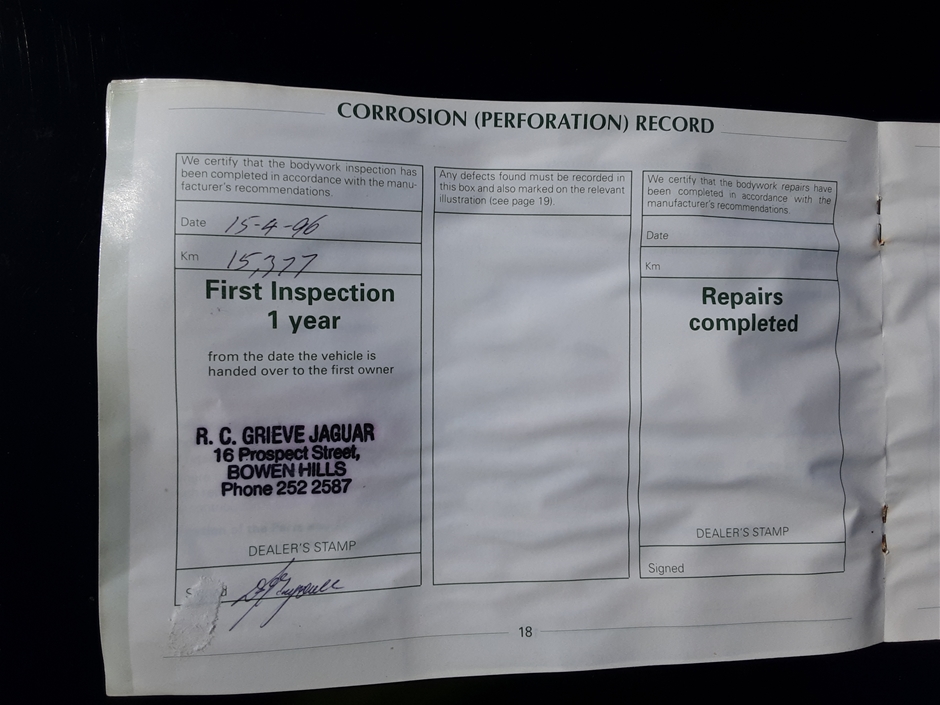 CORROSION (PERFORATION) RECORD
We certify that the bodywork inspection has
been completed in accordance with the manu-
facturer's recommendations.
Date 15-4-96
Km 15,377
First Inspection
1 year
from the date the vehicle is
handed over to the first owner
R. C. GRIEVE JAGUAR
16 Prospect Street,
BOWEN HILLS
Phone 252 2587
DEALER'S STAMP
Any defects found must be recorded in
this box and also marked on the relevant
illustration (see page 19).
We certify that the bodywork repairs have
been completed in accordance with the
manufacturer's recommendations.
Date
Km
Repairs
completed
DEALER'S STAMP
Signed
18